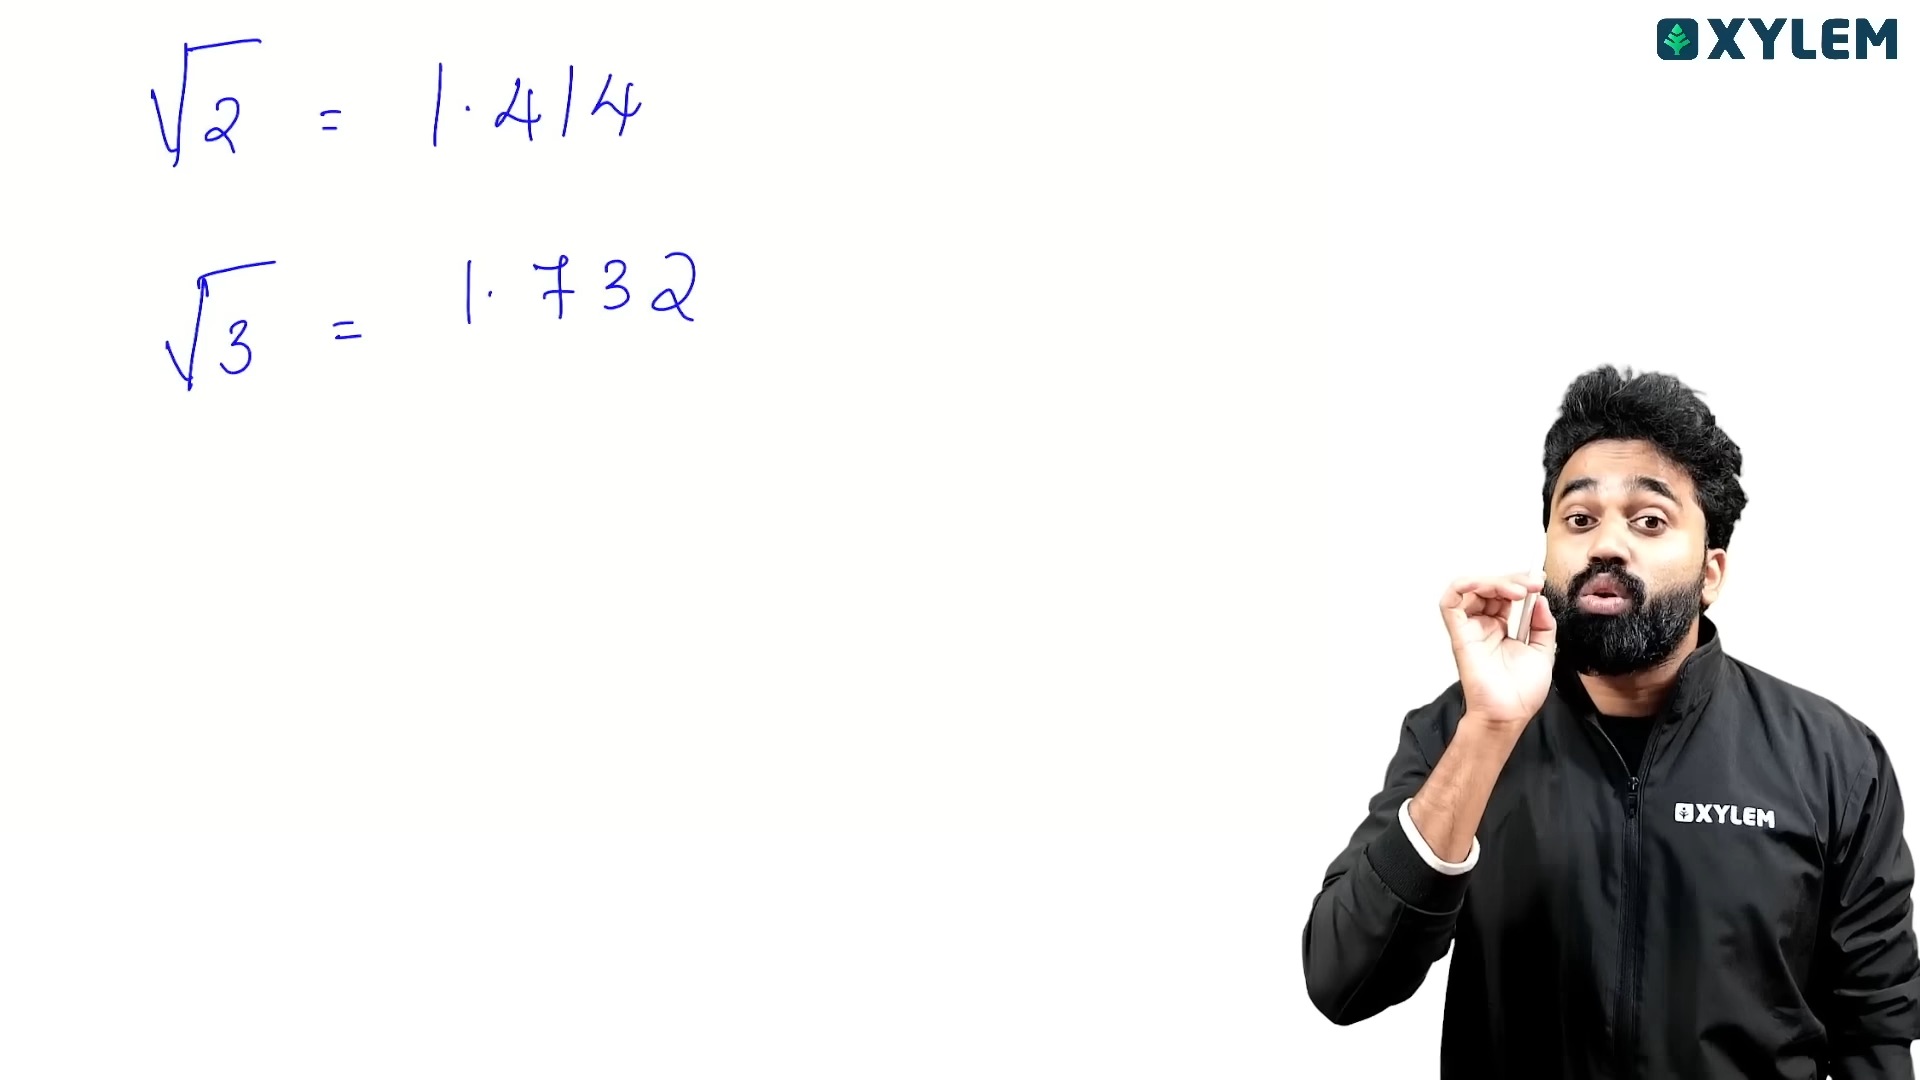 XYLEM
√2 = 1.414
√3 = 1.732
XYLEM